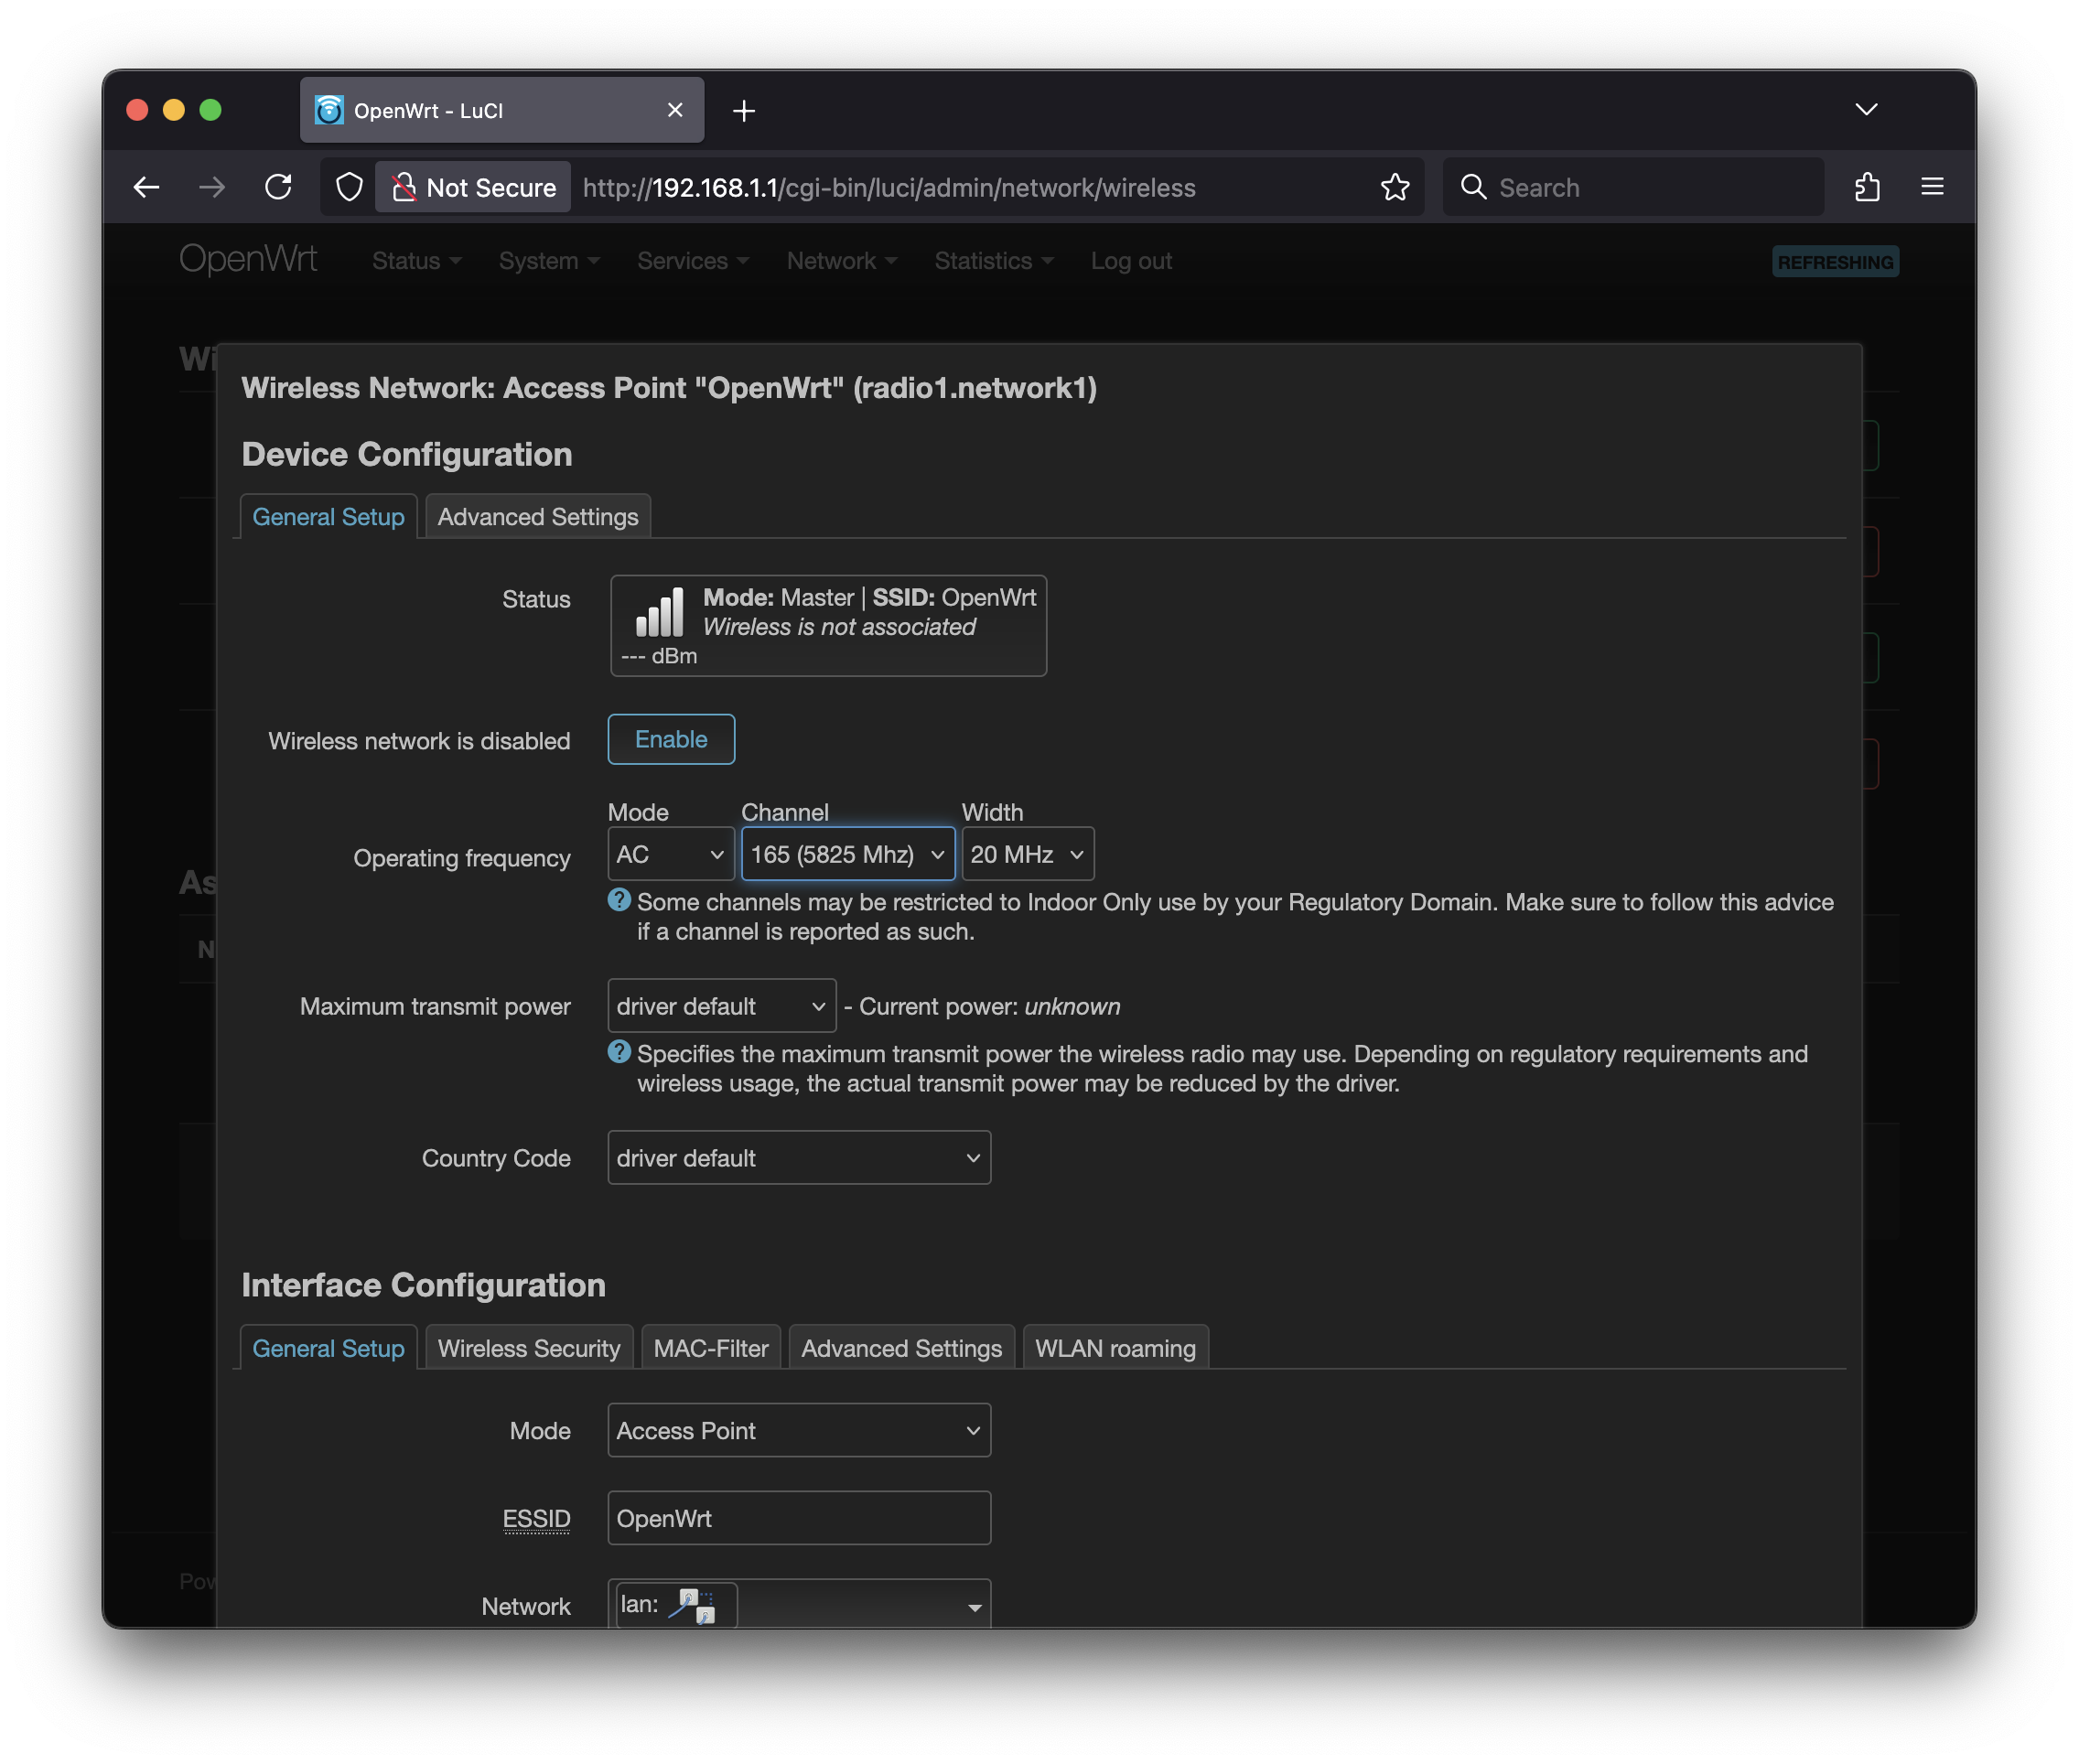 OpenWrt - LuCI
Not Secure http://192.168.1.1/cgi-bin/luci/admin/network/wireless Search
OpenWrt Status System Services Network Statistics Log out REFRESHING
Wi
Wireless Network: Access Point "OpenWrt" (radio1.network1)
Device Configuration
General Setup Advanced Settings
Status
Mode: Master | SSID: OpenWrt
Wireless is not associated
--- dBm
Wireless network is disabled Enable
Mode Channel Width
Operating frequency AC 165 (5825 Mhz) 20 MHz
As
Some channels may be restricted to Indoor Only use by your Regulatory Domain. Make sure to follow this advice
if a channel is reported as such.
N
Maximum transmit power driver default - Current power: unknown
Specifies the maximum transmit power the wireless radio may use. Depending on regulatory requirements and
wireless usage, the actual transmit power may be reduced by the driver.
Country Code driver default
Interface Configuration
General Setup Wireless Security MAC-Filter Advanced Settings WLAN roaming
Mode Access Point
ESSID OpenWrt
Pow
Network lan: